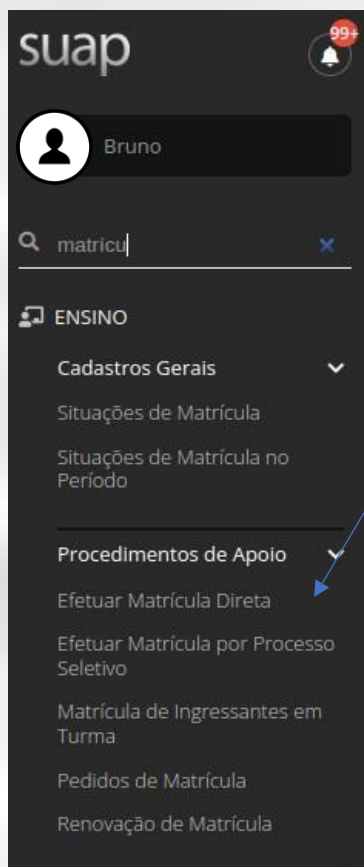 suap
99+
Bruno
matricu
ENSINO
Cadastros Gerais
Situações de Matrícula
Situações de Matrícula no
Período
Procedimentos de Apoio
Efetuar Matrícula Direta
Efetuar Matrícula por Processo
Seletivo
Matrícula de Ingressantes em
Turma
Pedidos de Matrícula
Renovação de Matrícula